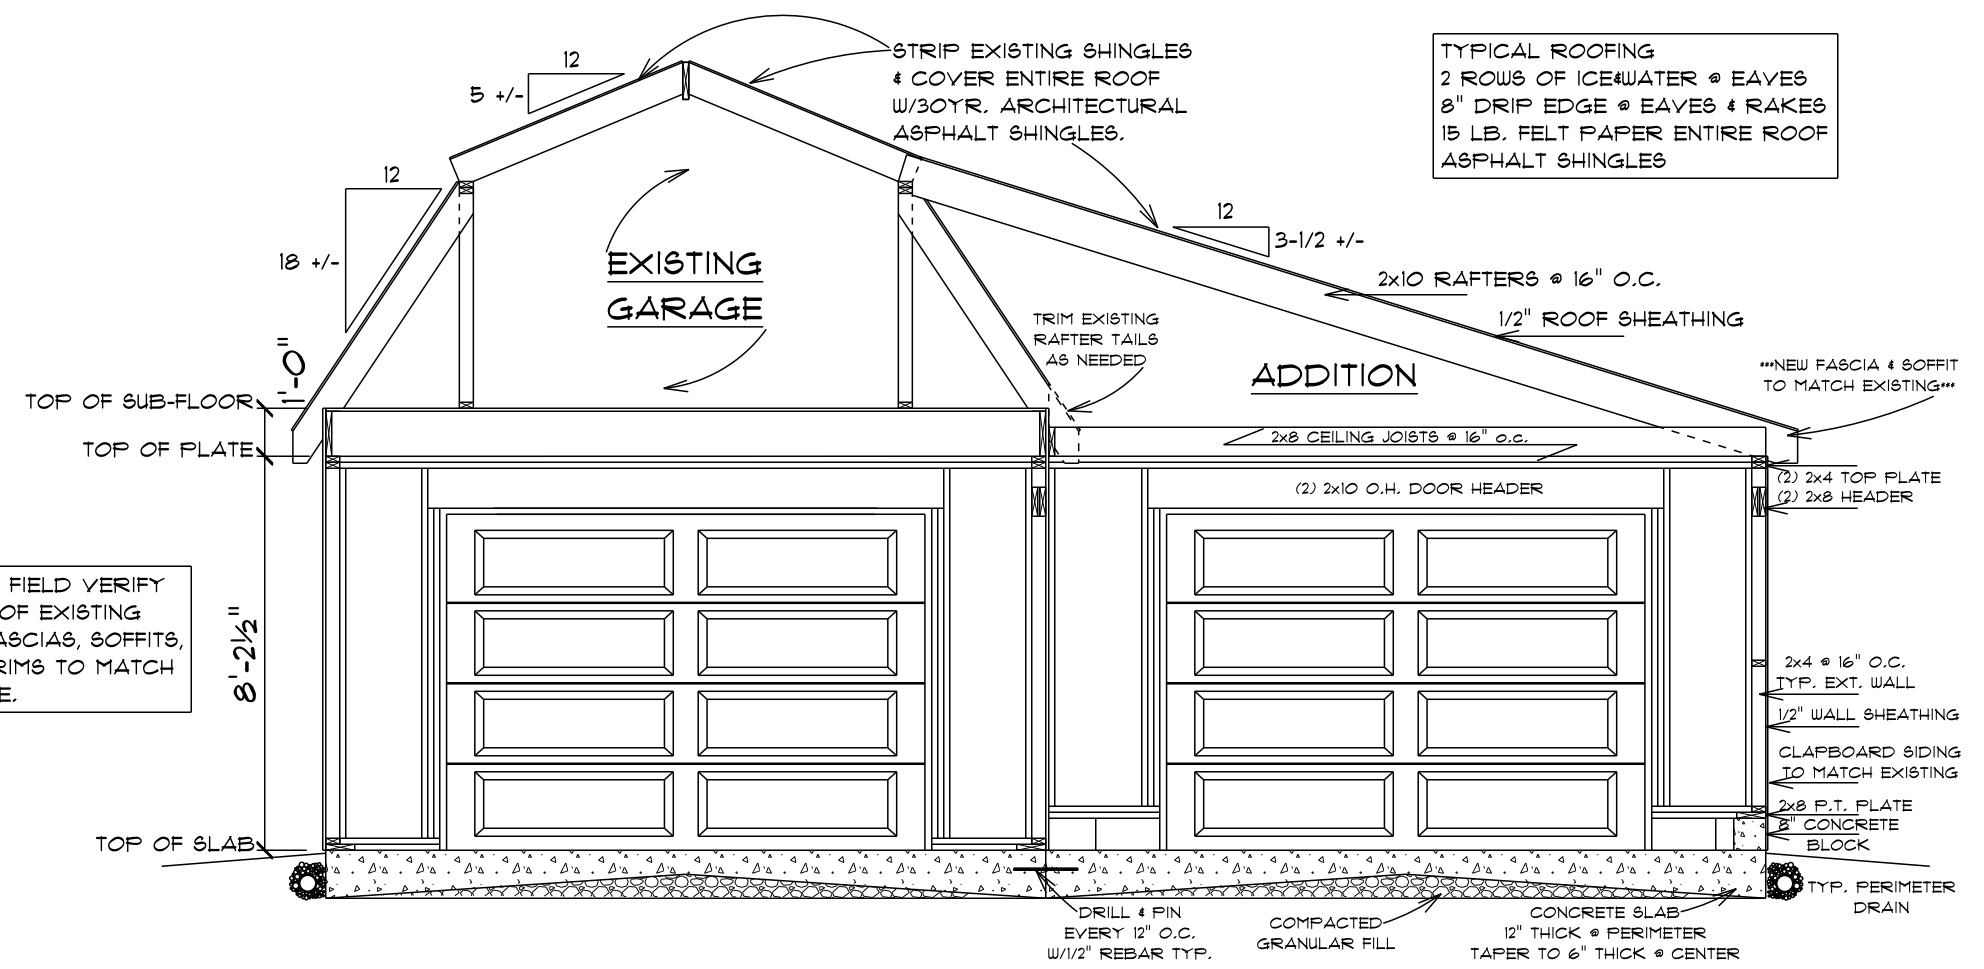 12
5 +/-
STRIP EXISTING SHINGLES
& COVER ENTIRE ROOF
W/30YR. ARCHITECTURAL
ASPHALT SHINGLES.
TYPICAL ROOFING
2 ROWS OF ICE&WATER @ EAVES
8" DRIP EDGE @ EAVES & RAKES
15 LB. FELT PAPER ENTIRE ROOF
ASPHALT SHINGLES
12
18 +/-
12
3-1/2 +/-
EXISTING
GARAGE
2x10 RAFTERS @ 16" O.C.
1/2" ROOF SHEATHING
TRIM EXISTING
RAFTER TAILS
AS NEEDED
ADDITION
***NEW FASCIA & SOFFIT
TO MATCH EXISTING***
1'-0"
TOP OF SUB-FLOOR
TOP OF PLATE
2x8 CEILING JOISTS @ 16" o.c.
(2) 2x10 O.H. DOOR HEADER
(2) 2x4 TOP PLATE
(2) 2x8 HEADER
FIELD VERIFY
OF EXISTING
ASCIAS, SOFFITS,
RIMS TO MATCH
E.
8'-2½"
2x4 @ 16" O.C.
TYP. EXT. WALL
1/2" WALL SHEATHING
CLAPBOARD SIDING
TO MATCH EXISTING
2x8 P.T. PLATE
8" CONCRETE
BLOCK
TOP OF SLAB
TYP. PERIMETER
DRAIN
DRILL & PIN
EVERY 12" O.C.
W/1/2" REBAR TYP.
COMPACTED
GRANULAR FILL
CONCRETE SLAB
12" THICK @ PERIMETER
TAPER TO 6" THICK @ CENTER